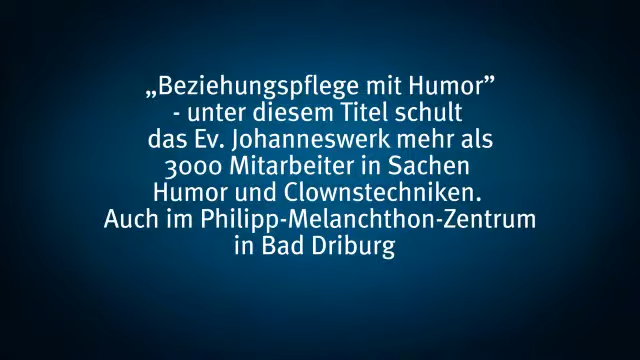 „Beziehungspflege mit Humor”
- unter diesem Titel schult
das Ev. Johanneswerk mehr als
3000 Mitarbeiter in Sachen
Humor und Clownstechniken.
Auch im Philipp-Melanchthon-Zentrum
in Bad Driburg